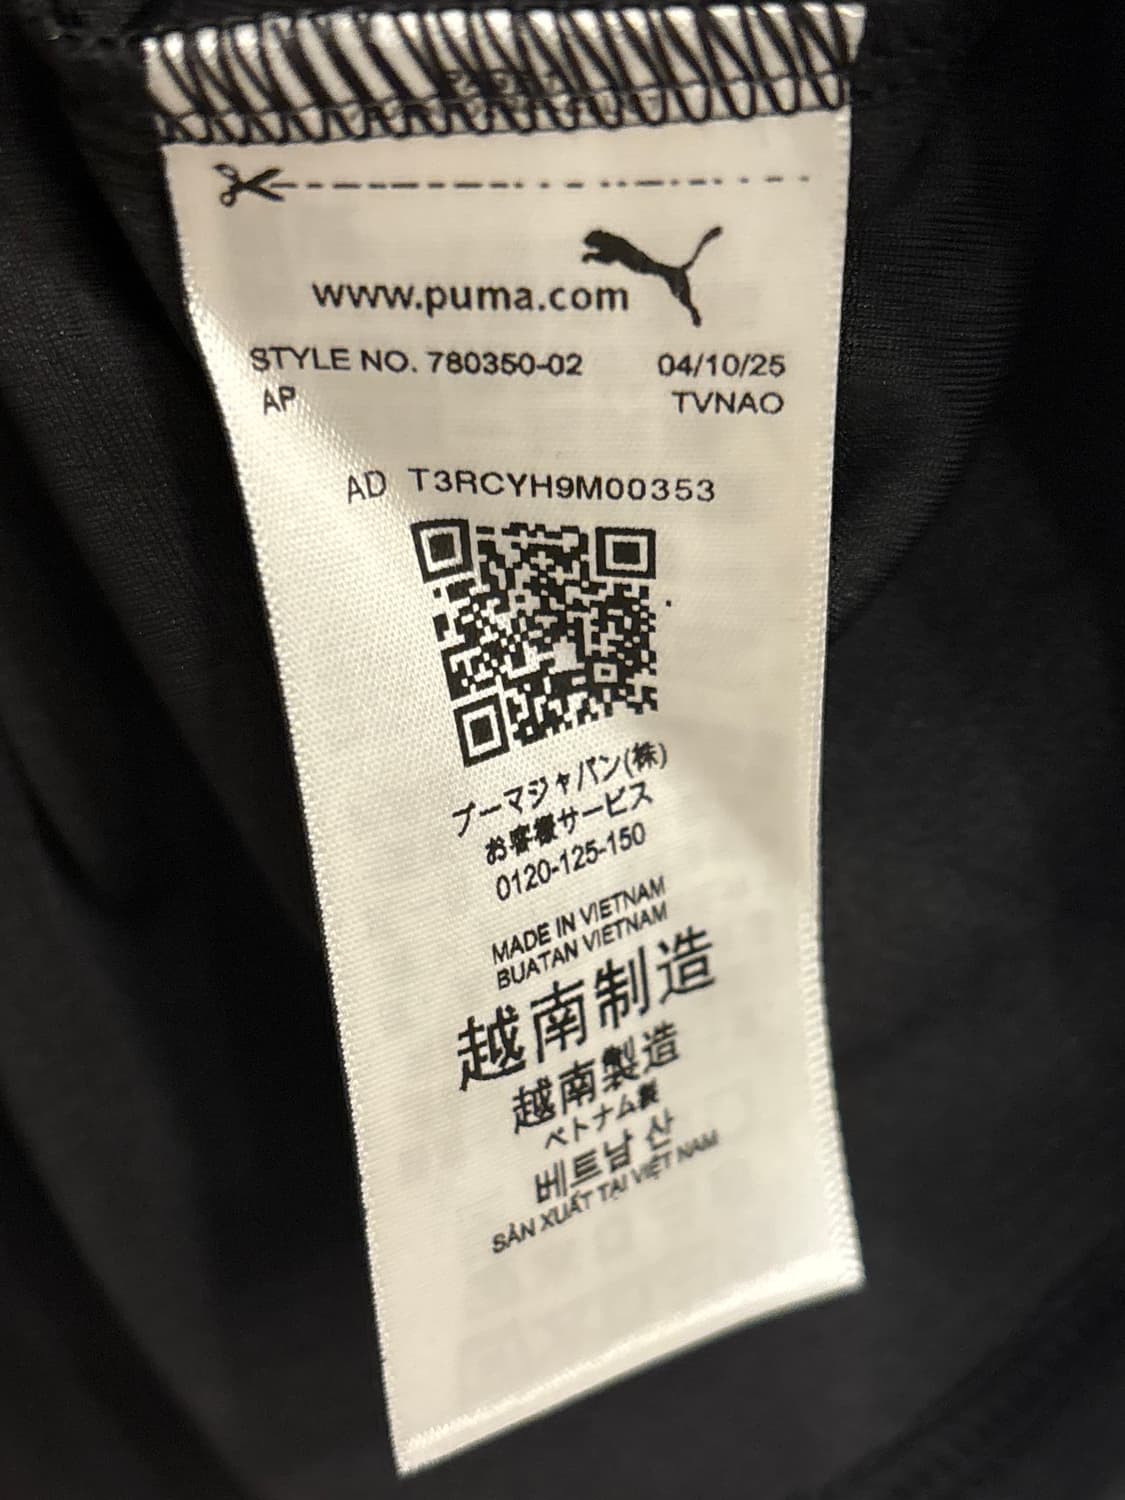 www.puma.com
STYLE NO. 780350-02 04/10/25
AP TVNAO
AD T3RCYH9M00353
プーマジャパン(株)
お客様サービス
0120-125-150
MADE IN VIETNAM
BUATAN VIETNAM
越南制造
越南製造
ベトナム製
베트남 산
SẢN XUẤT TẠI VIỆT NAM